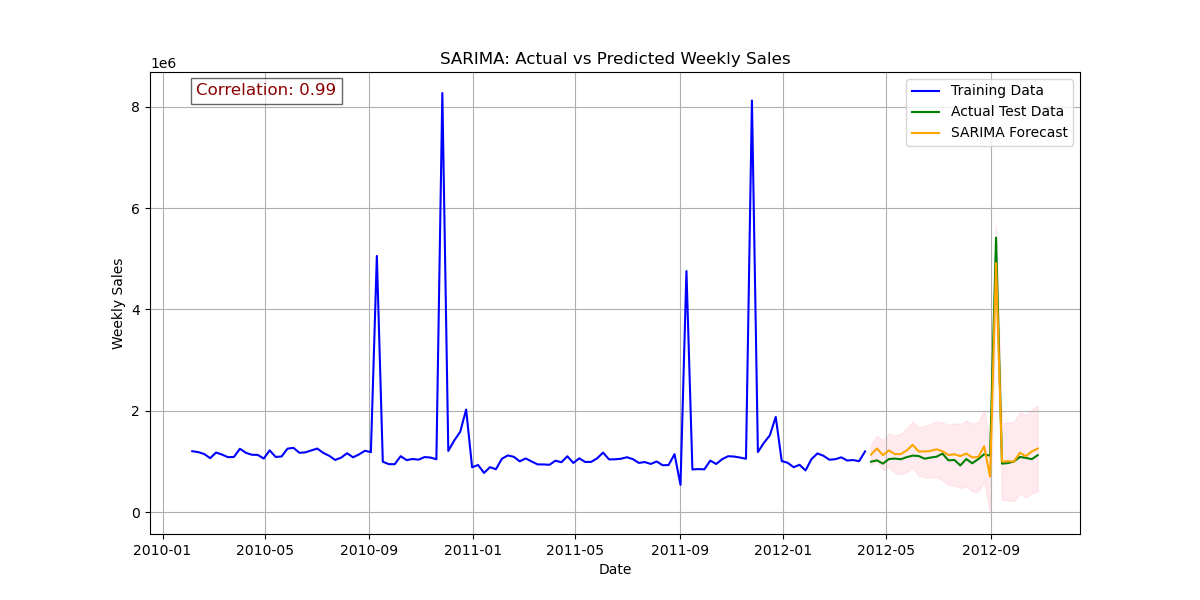 SARIMA: Actual vs Predicted Weekly Sales
1e6
Correlation: 0.99
Training Data
Actual Test Data
SARIMA Forecast
8
6
4
2
0
Weekly Sales
2010-01 2010-05 2010-09 2011-01 2011-05 2011-09 2012-01 2012-05 2012-09
Date